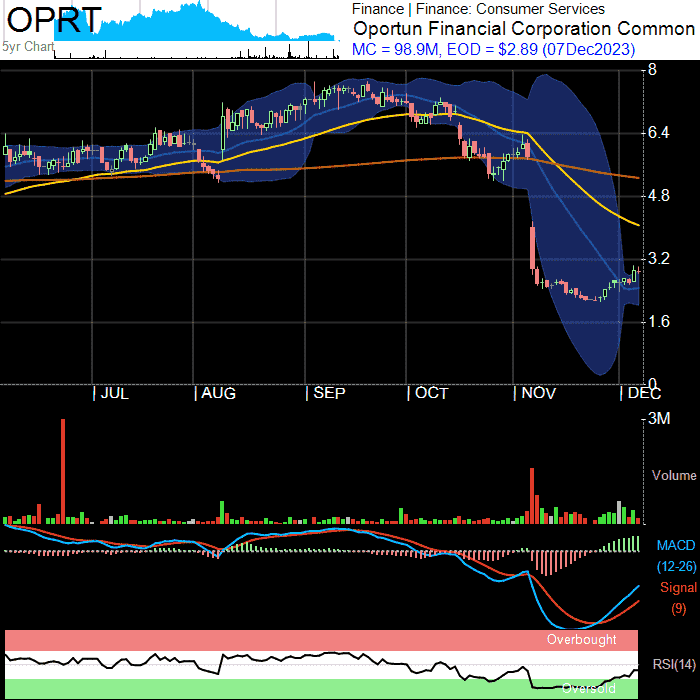 OPRT
5yr Chart
Finance | Finance: Consumer Services
Oportun Financial Corporation Common
MC = 98.9M, EOD = $2.89 (07Dec2023)
8
6.4
4.8
3.2
1.6
0
JUL
AUG
SEP
OCT
NOV
DEC
3M
Volume
MACD
(12-26)
Signal
(9)
Overbought
RSI(14)
Oversold